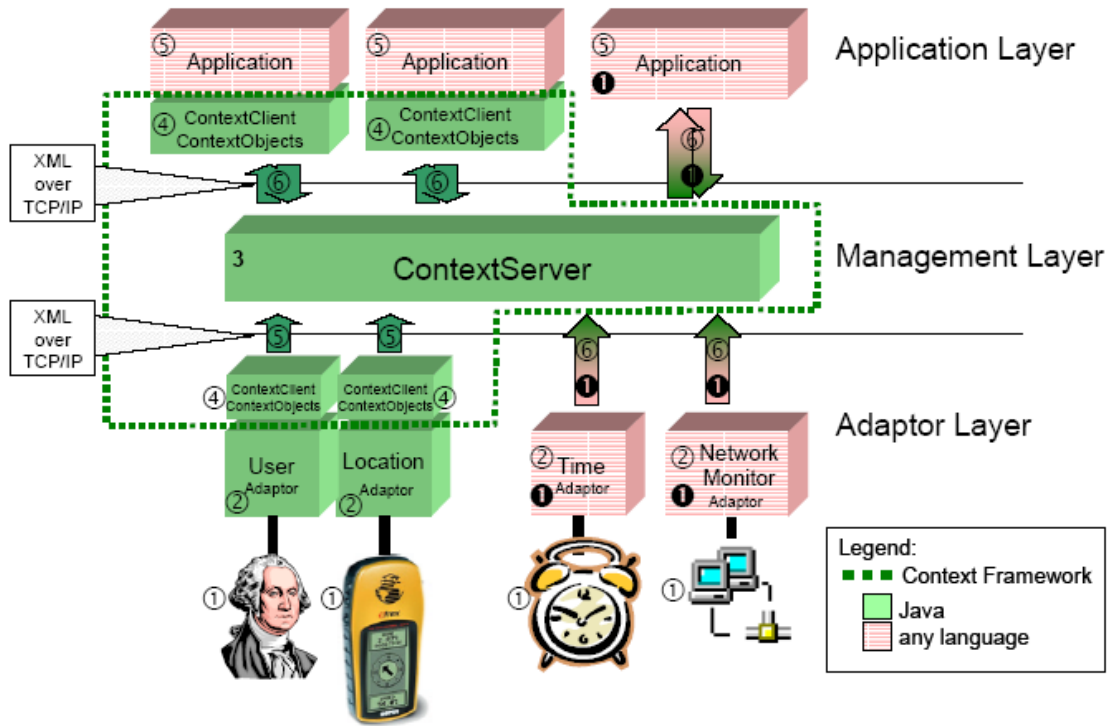 ⑤ Application
⑤ Application
⑤ Application
❶
Application Layer
④ ContextClient
ContextObjects
④ ContextClient
ContextObjects
XML
over
TCP/IP
⑥
⑥
⑥
❶
3
ContextServer
Management Layer
XML
over
TCP/IP
⑤
⑤
⑥
❶
⑥
❶
④ ContextClient
ContextObjects
ContextClient ④
ContextObjects
Adaptor Layer
User
Adaptor
②
Location
Adaptor
②
② Time
❶ Adaptor
② Network
Monitor
❶ Adaptor
①
①
①
①
Legend:
Context Framework
Java
any language